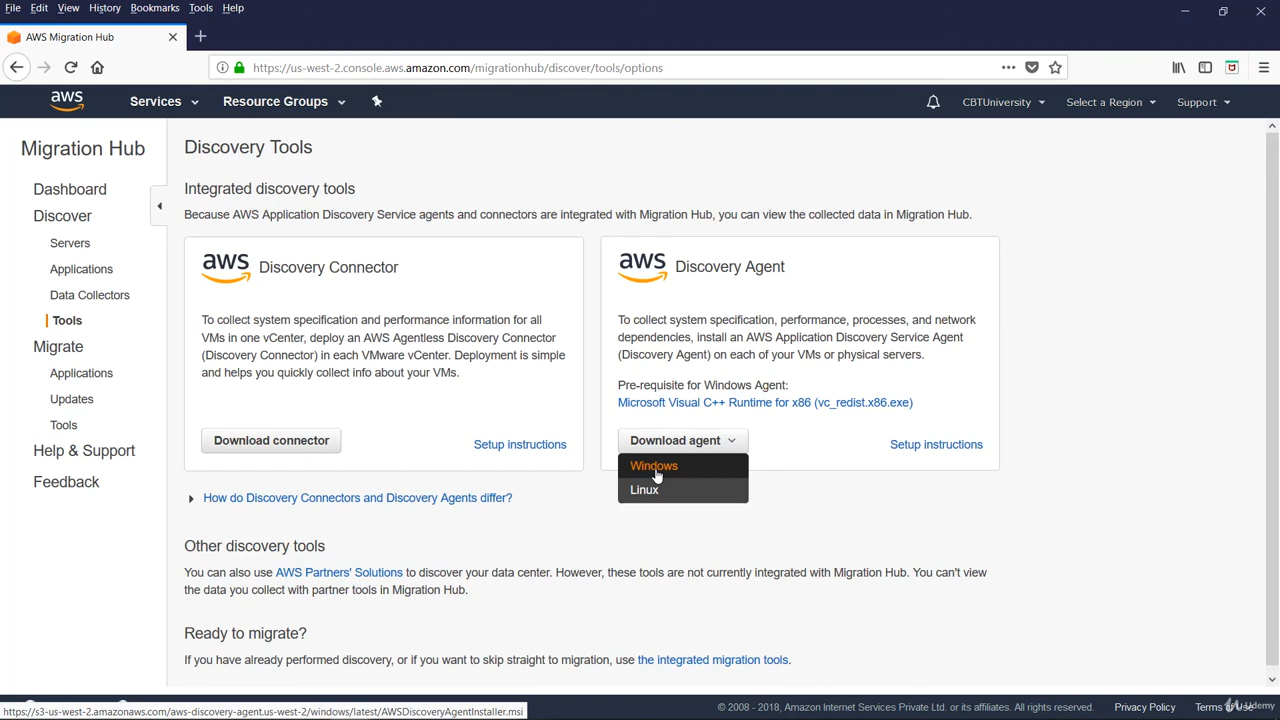 File Edit View History Bookmarks Tools Help
AWS Migration Hub
https://us-west-2.console.aws.amazon.com/migrationhub/discover/tools/options
aws Services Resource Groups CBTUniversity Select a Region Support
Migration Hub
Dashboard
Discover
Servers
Applications
Data Collectors
Tools
Migrate
Applications
Updates
Tools
Help & Support
Feedback
Discovery Tools
Integrated discovery tools
Because AWS Application Discovery Service agents and connectors are integrated with Migration Hub, you can view the collected data in Migration Hub.
aws Discovery Connector
To collect system specification and performance information for all
VMs in one vCenter, deploy an AWS Agentless Discovery Connector
(Discovery Connector) in each VMware vCenter. Deployment is simple
and helps you quickly collect info about your VMs.
Download connector Setup instructions
aws Discovery Agent
To collect system specification, performance, processes, and network
dependencies, install an AWS Application Discovery Service Agent
(Discovery Agent) on each of your VMs or physical servers.
Pre-requisite for Windows Agent:
Microsoft Visual C++ Runtime for x86 (vc_redist.x86.exe)
Download agent Setup instructions
Windows
Linux
How do Discovery Connectors and Discovery Agents differ?
Other discovery tools
You can also use AWS Partners' Solutions to discover your data center. However, these tools are not currently integrated with Migration Hub. You can't view
the data you collect with partner tools in Migration Hub.
Ready to migrate?
If you have already performed discovery, or if you want to skip straight to migration, use the integrated migration tools.
https://s3-us-west-2.amazonaws.com/aws-discovery-agent.us-west-2/windows/latest/AWSDiscoveryAgentInstaller.msi
© 2008 - 2018, Amazon Internet Services Private Ltd. or its affiliates. All rights reserved. Privacy Policy Terms of Use
Udemy